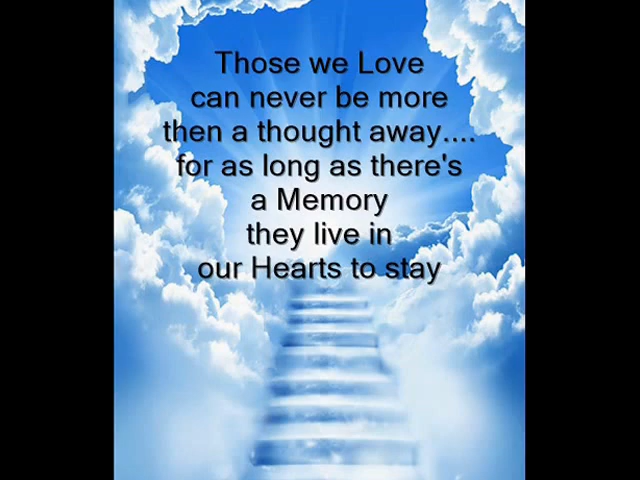 Those we Love
can never be more
then a thought away....
for as long as there's
a Memory
they live in
our Hearts to stay